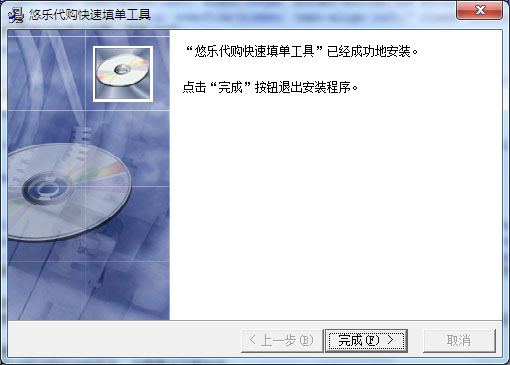 悠乐代购快速填单工具
“悠乐代购快速填单工具”已经成功地安装。
点击“完成”按钮退出安装程序。
< 上一步(B)
完成(F) >
取消